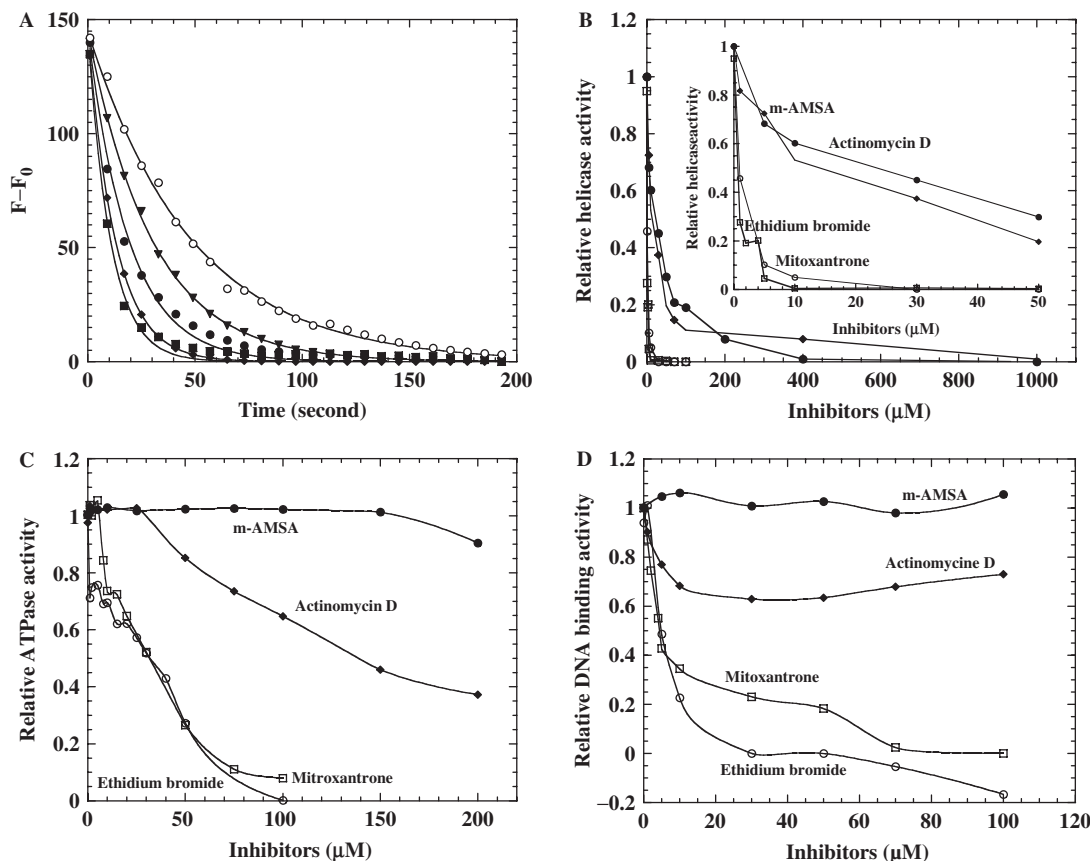 A
150
100
50
0
F–F0
0
50
100
150
200
Time (second)
B
1.2
1
0.8
0.6
0.4
0.2
0
Relative helicase activity
0
200
400
600
800
1000
Inhibitors (µM)
1
0.8
0.6
0.4
0.2
0
Relative helicaseactivity
m-AMSA
Actinomycin D
Ethidium bromide
Mitoxantrone
0
10
20
30
40
50
Inhibitors (µM)
C
1.2
1
0.8
0.6
0.4
0.2
0
Relative ATPase activity
m-AMSA
Actinomycin D
Ethidium bromide
Mitroxantrone
0
50
100
150
200
Inhibitors (µM)
D
1.2
1
0.8
0.6
0.4
0.2
0
–0.2
Relative DNA binding activity
m-AMSA
Actinomycine D
Mitoxantrone
Ethidium bromide
0
20
40
60
80
100
120
Inhibitors (µM)